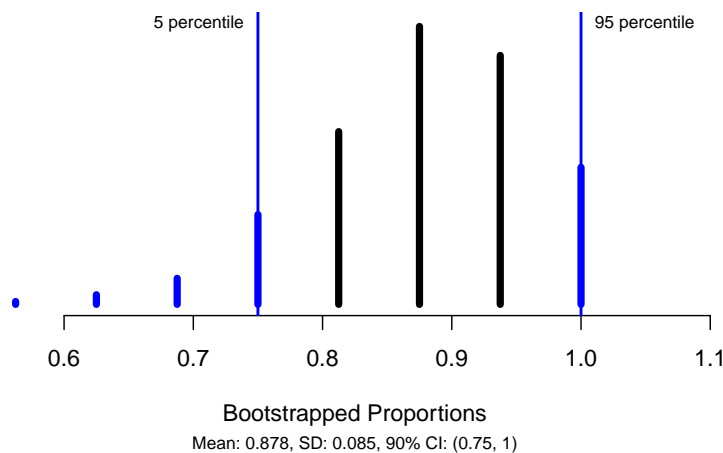 5 percentile
95 percentile
0.6 0.7 0.8 0.9 1.0 1.1
Bootstrapped Proportions
Mean: 0.878, SD: 0.085, 90% CI: (0.75, 1)